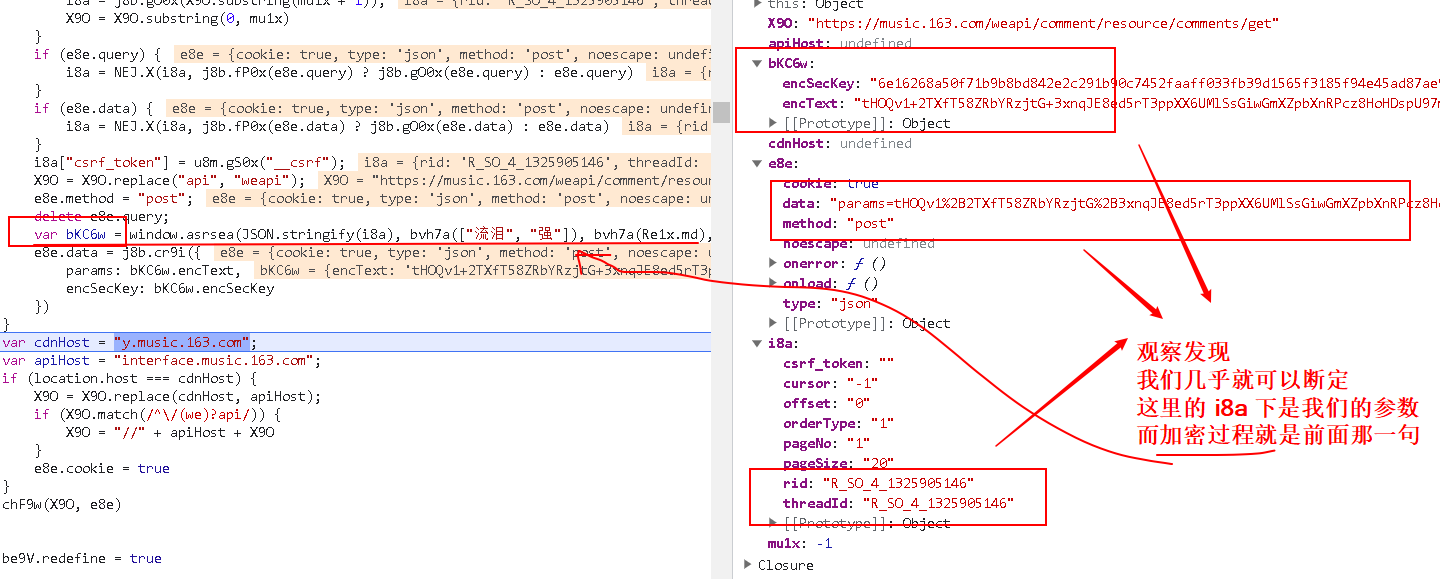 i8a = j8b.gO0x(X9O.substring(mu1x + 1)); i8a = {rid: 'R_SO_4_1325905146', threa
X9O = X9O.substring(0, mu1x)
}
if (e8e.query) { e8e = {cookie: true, type: 'json', method: 'post', noescape: undefi
i8a = NEJ.X(i8a, j8b.fP0x(e8e.query) ? j8b.gO0x(e8e.query) : e8e.query) i8a = {r
}
if (e8e.data) { e8e = {cookie: true, type: 'json', method: 'post', noescape: undefin
i8a = NEJ.X(i8a, j8b.fP0x(e8e.data) ? j8b.gO0x(e8e.data) : e8e.data) i8a = {rid
}
i8a["csrf_token"] = u8m.gS0x("__csrf"); i8a = {rid: 'R_SO_4_1325905146', threadId:
X9O = X9O.replace("api", "weapi"); X9O = "https://music.163.com/weapi/comment/resour
e8e.method = "post"; e8e = {cookie: true, type: 'json', method: 'post', noescape: un
delete e8e.query;
var bKC6w = window.asrsea(JSON.stringify(i8a), bvh7a(["流泪", "强"]), bvh7a(Re1x.md),
e8e.data = j8b.cr9i({ e8e = {cookie: true, type: 'json', method: 'post', noescape: u
params: bKC6w.encText, bKC6w = {encText: 'tHOQv1+2TXfT58ZRbYRzjtG+3xnqJE8ed5rT3p
encSecKey: bKC6w.encSecKey
})
}
var cdnHost = "y.music.163.com";
var apiHost = "interface.music.163.com";
if (location.host === cdnHost) {
X9O = X9O.replace(cdnHost, apiHost);
if (X9O.match(/^\/(we)?api/)) {
X9O = "//" + apiHost + X9O
}
e8e.cookie = true
}
chF9w(X9O, e8e)
be9V.redefine = true
this: Object
X9O: "https://music.163.com/weapi/comment/resource/comments/get"
apiHost: undefined
bKC6w:
encSecKey: "6e16268a50f71b9b8bd842e2c291b90c7452faaff033fb39d1565f3185f94e45ad87ae9
encText: "tHOQv1+2TXfT58ZRbYRzjtG+3xnqJE8ed5rT3ppXX6UMlSsGiwGmXZpbXnRPcz8HoHDspU97m
[[Prototype]]: Object
cdnHost: undefined
e8e:
cookie: true
data: "params=tHOQv1%2B2TXfT58ZRbYRzjtG%2B3xnqJE8ed5rT3ppXX6UMlSsGiwGmXZpbXnRPcz8Ho
method: "post"
noescape: undefined
onerror: ƒ ()
onload: ƒ ()
type: "json"
[[Prototype]]: Object
i8a:
csrf_token: ""
cursor: "-1"
offset: "0"
orderType: "1"
pageNo: "1"
pageSize: "20"
rid: "R_SO_4_1325905146"
threadId: "R_SO_4_1325905146"
[[Prototype]]: Object
mu1x: -1
Closure
观察发现
我们几乎就可以断定
这里的 i8a 下是我们的参数
而加密过程就是前面那一句